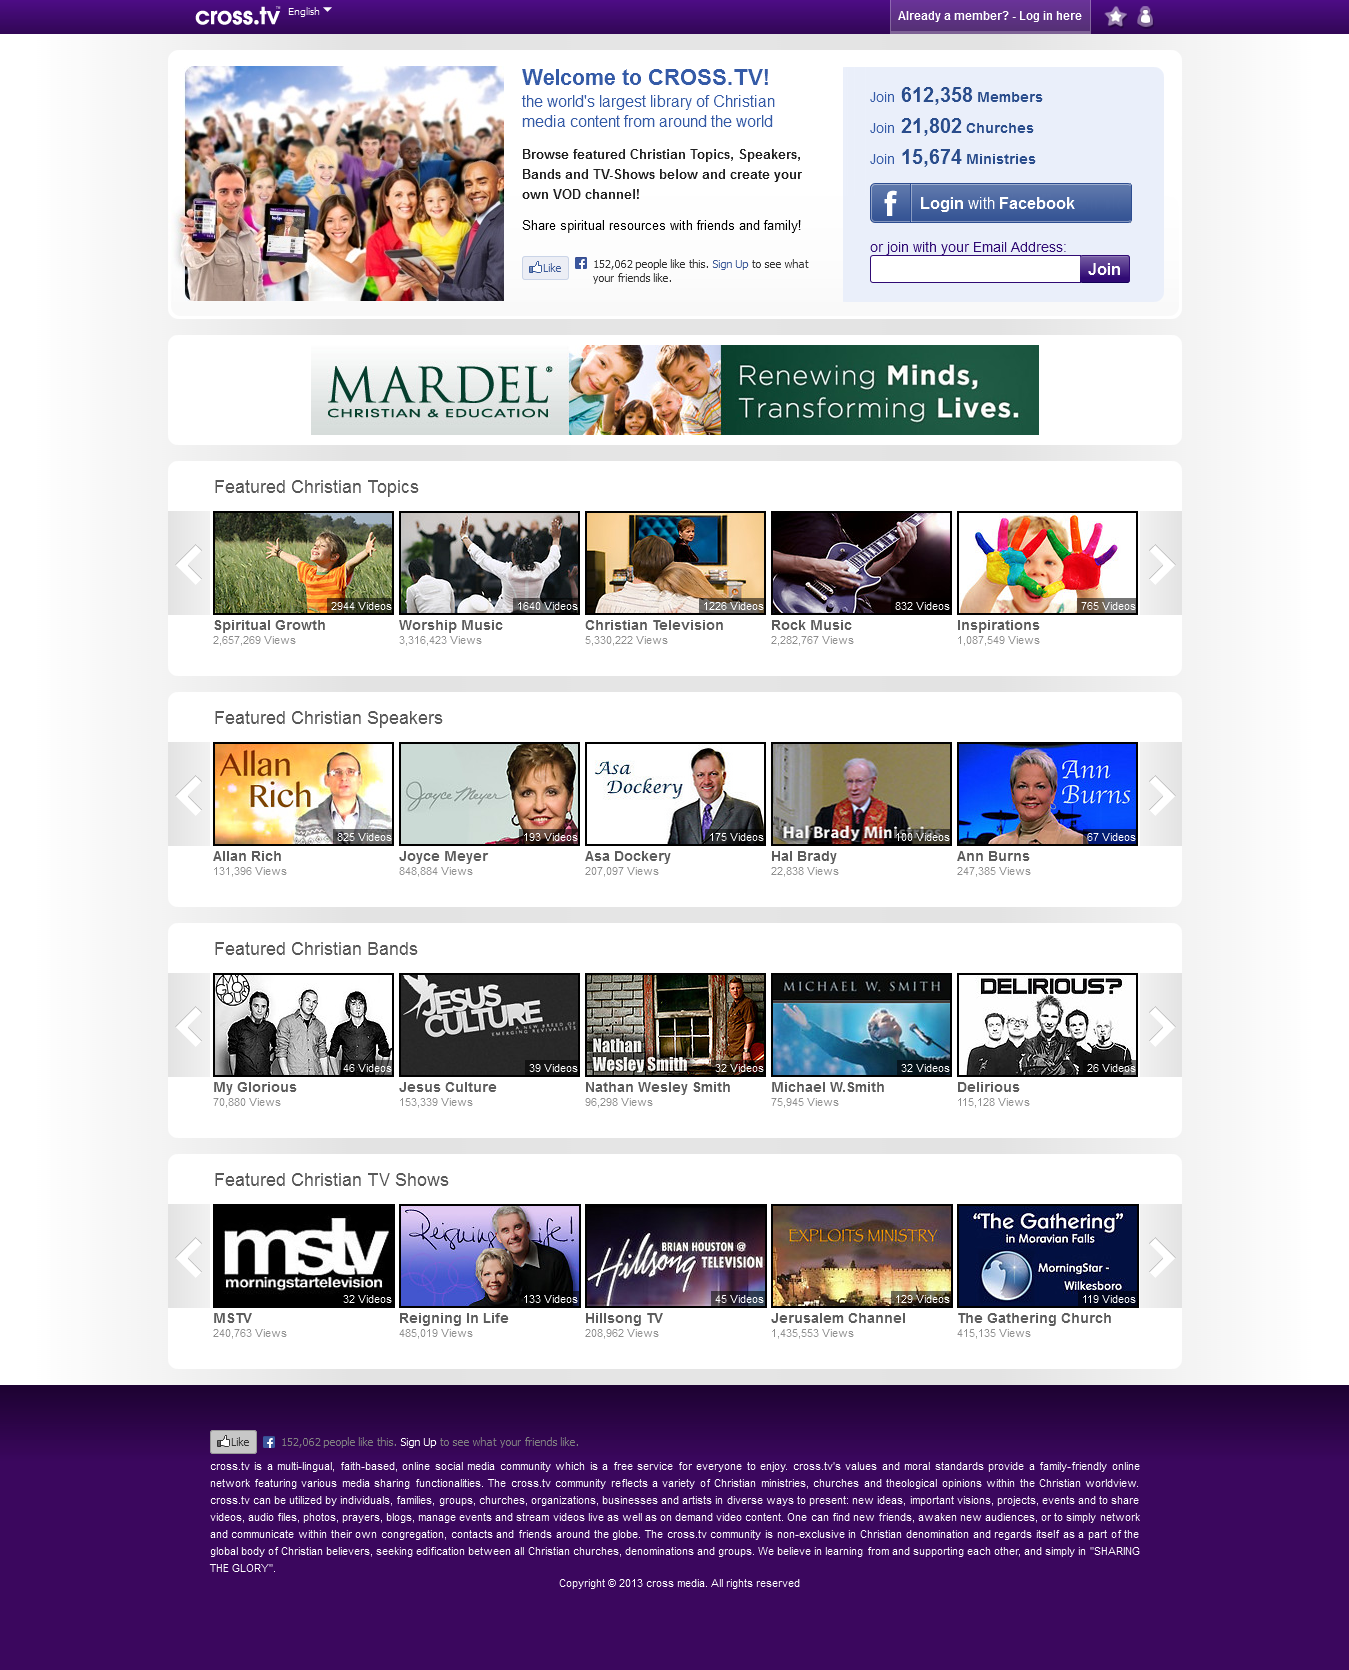 cross.tv
English
Already a member? - Log in here
Welcome to CROSS.TV!
the world's largest library of Christian
media content from around the world
Browse featured Christian Topics, Speakers,
Bands and TV-Shows below and create your
own VOD channel!
Share spiritual resources with friends and family!
Like
152,062 people like this. Sign Up to see what
your friends like.
Join 612,358 Members
Join 21,802 Churches
Join 15,674 Ministries
f Login with Facebook
or join with your Email Address:
Join
MARDEL®
CHRISTIAN & EDUCATION
Renewing Minds,
Transforming Lives.
Featured Christian Topics
2944 Videos
1640 Videos
1226 Videos
832 Videos
765 Videos
Spiritual Growth
2,657,269 Views
Worship Music
3,316,423 Views
Christian Television
5,330,222 Views
Rock Music
2,282,767 Views
Inspirations
1,087,549 Views
Featured Christian Speakers
Allan
Rich
825 Videos
Joyce Meyer
193 Videos
Asa
Dockery
175 Videos
Hal Brady Ministries
100 Videos
Ann
Burns
67 Videos
Allan Rich
131,396 Views
Joyce Meyer
848,884 Views
Asa Dockery
207,097 Views
Hal Brady
22,838 Views
Ann Burns
247,385 Views
Featured Christian Bands
MY GLORIOUS
46 Videos
JESUS
CULTURE
A NEW BREED OF
EMERGING REVIVALISTS
39 Videos
Nathan
Wesley Smith
32 Videos
MICHAEL W. SMITH
32 Videos
DELIRIOUS?
26 Videos
My Glorious
70,880 Views
Jesus Culture
153,339 Views
Nathan Wesley Smith
96,298 Views
Michael W.Smith
75,945 Views
Delirious
115,128 Views
Featured Christian TV Shows
mstv
morningstartelevision
32 Videos
Reigning Life!
133 Videos
BRIAN HOUSTON @
Hillsong TELEVISION
45 Videos
EXPLOITS MINISTRY
129 Videos
"The Gathering"
in Moravian Falls
MorningStar -
Wilkesboro
119 Videos
MSTV
240,763 Views
Reigning In Life
485,019 Views
Hillsong TV
208,962 Views
Jerusalem Channel
1,435,553 Views
The Gathering Church
415,135 Views
Like
152,062 people like this. Sign Up to see what your friends like.
cross.tv is a multi-lingual, faith-based, online social media community which is a free service for everyone to enjoy. cross.tv's values and moral standards provide a family-friendly online
network featuring various media sharing functionalities. The cross.tv community reflects a variety of Christian ministries, churches and theological opinions within the Christian worldview.
cross.tv can be utilized by individuals, families, groups, churches, organizations, businesses and artists in diverse ways to present: new ideas, important visions, projects, events and to share
videos, audio files, photos, prayers, blogs, manage events and stream videos live as well as on demand video content. One can find new friends, awaken new audiences, or to simply network
and communicate within their own congregation, contacts and friends around the globe. The cross.tv community is non-exclusive in Christian denomination and regards itself as a part of the
global body of Christian believers, seeking edification between all Christian churches, denominations and groups. We believe in learning from and supporting each other, and simply in "SHARING
THE GLORY".
Copyright © 2013 cross media. All rights reserved